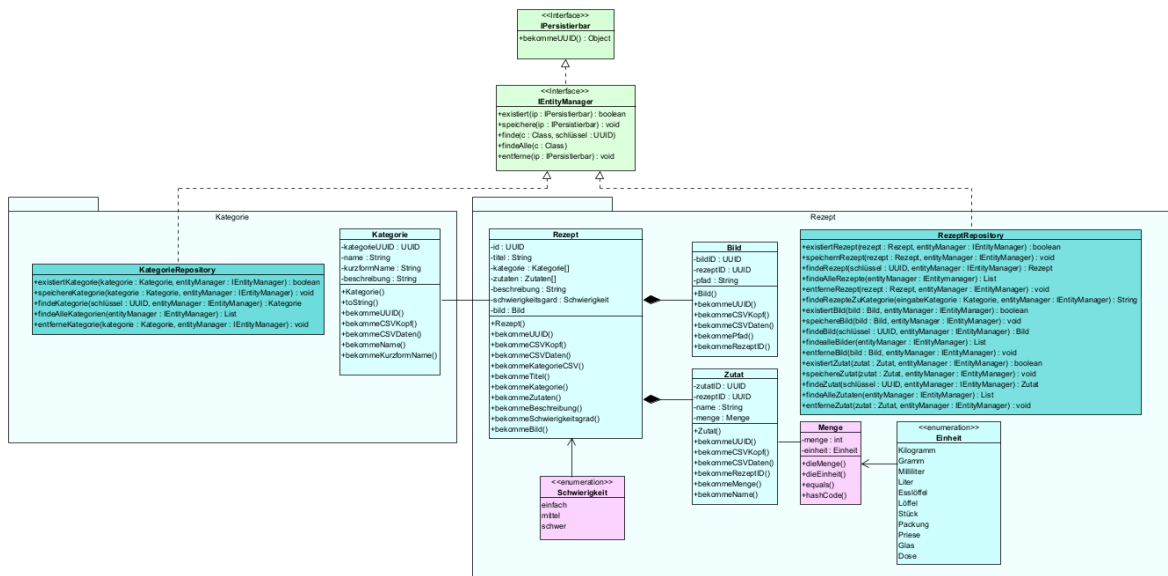 <<Interface>>
IPersistierbar
+bekommeUUID() : Object
<<Interface>>
IEntityManager
+existiert(ip : IPersistierbar) : boolean
+speichere(ip : IPersistierbar) : void
+finde(c : Class, schlüssel : UUID)
+findeAlle(c : Class)
+entferne(ip : IPersistierbar) : void
Kategorie
KategorieRepository
+existiertKategorie(kategorie : Kategorie, entityManager : IEntityManager) : boolean
+speichereKategorie(kategorie : Kategorie, entityManager : IEntityManager) : void
+findeKategorie(schlüssel : UUID, entityManager : IEntityManager) : Kategorie
+findeAlleKategorien(entityManager : IEntityManager) : List
+entferneKategorie(kategorie : Kategorie, entityManager : IEntityManager) : void
Kategorie
-kategorieUUID : UUID
-name : String
-kurzformName : String
-beschreibung : String
+Kategorie()
+toString()
+bekommeUUID()
+bekommeCSVKopf()
+bekommeCSVDaten()
+bekommeName()
+bekommeKurzformName()
Rezept
Rezept
-id : UUID
-titel : String
-kategorie : Kategorie[]
-zutaten : Zutaten[]
-beschreibung : String
-schwierigkeitsgard : Schwierigkeit
-bild : Bild
+Rezept()
+bekommeUUID()
+bekommeCSVKopf()
+bekommeCSVDaten()
+bekommeKategorieCSV()
+bekommeTitel()
+bekommeKategorie()
+bekommeZutaten()
+bekommeBeschreibung()
+bekommeSchwierigkeitsgrad()
+bekommeBild()
<<enumeration>>
Schwierigkeit
einfach
mittel
schwer
Bild
-bildID : UUID
-rezeptID : UUID
-pfad : String
+Bild()
+bekommeUUID()
+bekommeCSVKopf()
+bekommeCSVDaten()
+bekommePfad()
+bekommeRezeptID()
Zutat
-zutatID : UUID
-rezeptID : UUID
-name : String
-menge : Menge
+Zutat()
+bekommeUUID()
+bekommeCSVKopf()
+bekommeCSVDaten()
+bekommeRezeptID()
+bekommeMenge()
+bekommeName()
RezeptRepository
+existiertRezept(rezept : Rezept, entityManager : IEntityManager) : boolean
+speichernRezept(rezept : Rezept, entityManager : IEntityManager) : void
+findeRezept(schlüssel : UUID, entityManager : IEntityManager) : Rezept
+findeAlleRezepte(entityManager : IEntityManager) : List
+entferneRezept(rezept : Rezept, entityManager : IEntityManager) : void
+findeRezepteZuKategorie(eingabeKategorie : Kategorie, entityManager : IEntityManager) : String
+existiertBild(bild : Bild, entityManager : IEntityManager) : boolean
+speichereBild(bild : Bild, entityManager : IEntityManager) : void
+findeBild(schlüssel : UUID, entityManager : IEntityManager) : Bild
+findealleBilder(entityManager : IEntityManager) : List
+entferneBild(bild : Bild, entityManager : IEntityManager) : void
+existiertZutat(zutat : Zutat, entityManager : IEntityManager) : boolean
+speichereZutat(zutat : Zutat, entityManager : IEntityManager) : void
+findeZutat(schlüssel : UUID, entityManager : IEntityManager) : Zutat
+findeAlleZutaten(entityManager : IEntityManager) : List
+entferneZutat(zutat : Zutat, entityManager : IEntityManager) : void
Menge
-menge : int
-einheit : Einheit
+dieMenge()
+dieEinheit()
+equals()
+hashCode()
<<enumeration>>
Einheit
Kilogramm
Gramm
Milliliter
Liter
Esslöffel
Löffel
Stück
Packung
Priese
Glas
Dose